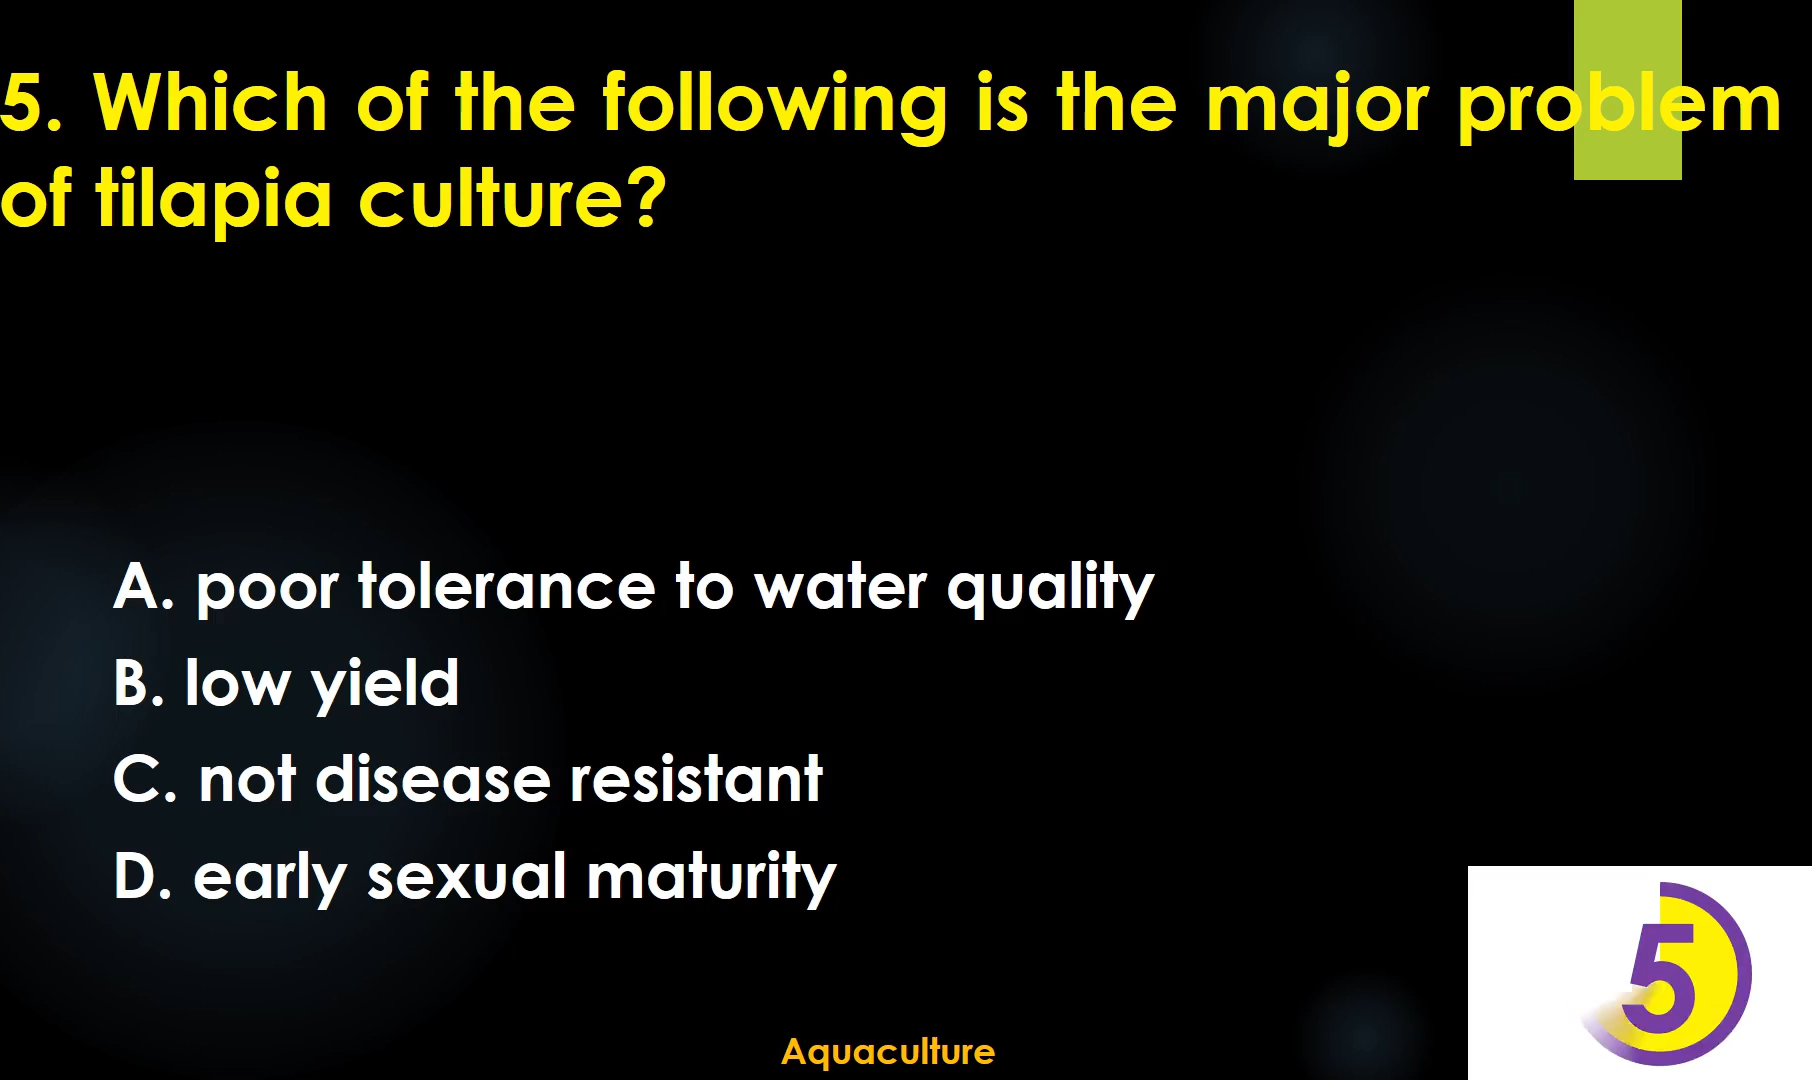 5. Which of the following is the major problem
of tilapia culture?
A. poor tolerance to water quality
B. low yield
C. not disease resistant
D. early sexual maturity
5
Aquaculture